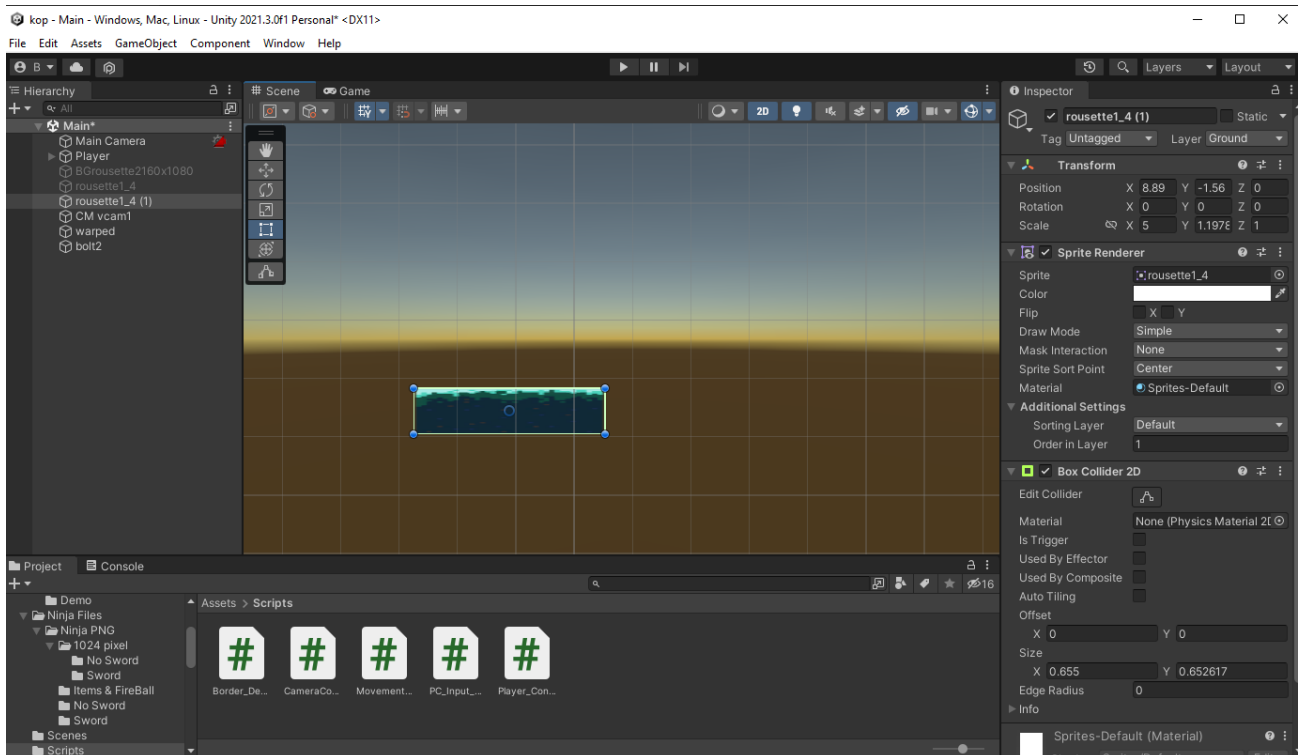 kop - Main - Windows, Mac, Linux - Unity 2021.3.0f1 Personal* <DX11>
File Edit Assets GameObject Component Window Help
B Layers Layout
Hierarchy
All
Main*
Main Camera
Player
BGrousette2160x1080
rousette1_4
rousette1_4 (1)
CM vcam1
warped
bolt2
Scene Game
2D
Inspector
rousette1_4 (1) Static
Tag Untagged Layer Ground
Transform
Position X 8.89 Y -1.56 Z 0
Rotation X 0 Y 0 Z 0
Scale X 5 Y 1.1978 Z 1
Sprite Renderer
Sprite rousette1_4
Color
Flip X Y
Draw Mode Simple
Mask Interaction None
Sprite Sort Point Center
Material Sprites-Default
Additional Settings
Sorting Layer Default
Order in Layer 1
Box Collider 2D
Edit Collider
Material None (Physics Material 2D
Is Trigger
Used By Effector
Used By Composite
Auto Tiling
Offset
X 0 Y 0
Size
X 0.655 Y 0.652617
Edge Radius 0
Info
Sprites-Default (Material)
Project Console
16
Demo
Ninja Files
Ninja PNG
1024 pixel
No Sword
Sword
Items & FireBall
No Sword
Sword
Scenes
Scripts
Assets > Scripts
Border_De... CameraCo... Movement... PC_Input_... Player_Con...